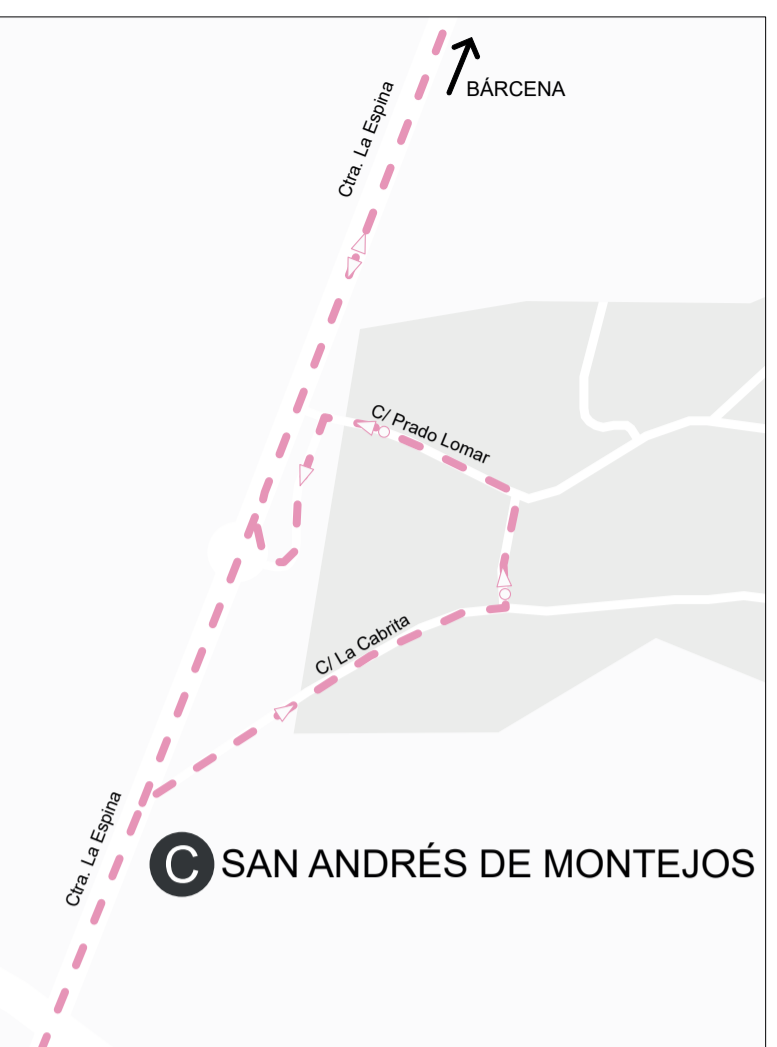 BÁRCENA
Ctra. La Espina
C/ Prado Lomar
C/ La Cabrita
Ctra. La Espina
C SAN ANDRÉS DE MONTEJOS